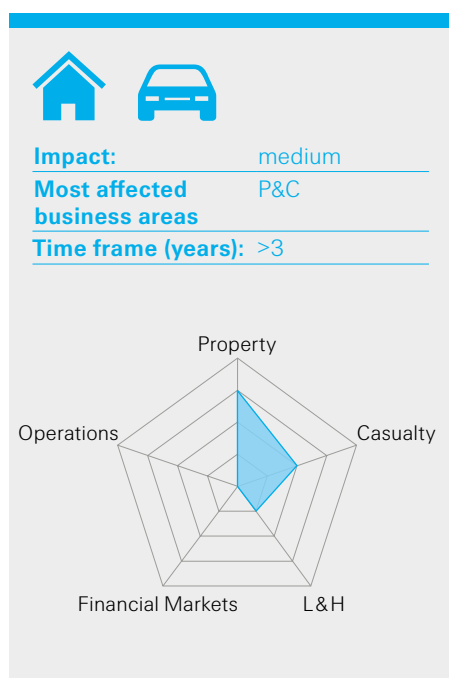 Impact: medium
Most affected P&C
business areas
Time frame (years): >3
Property
Operations Casualty
Financial Markets L&H